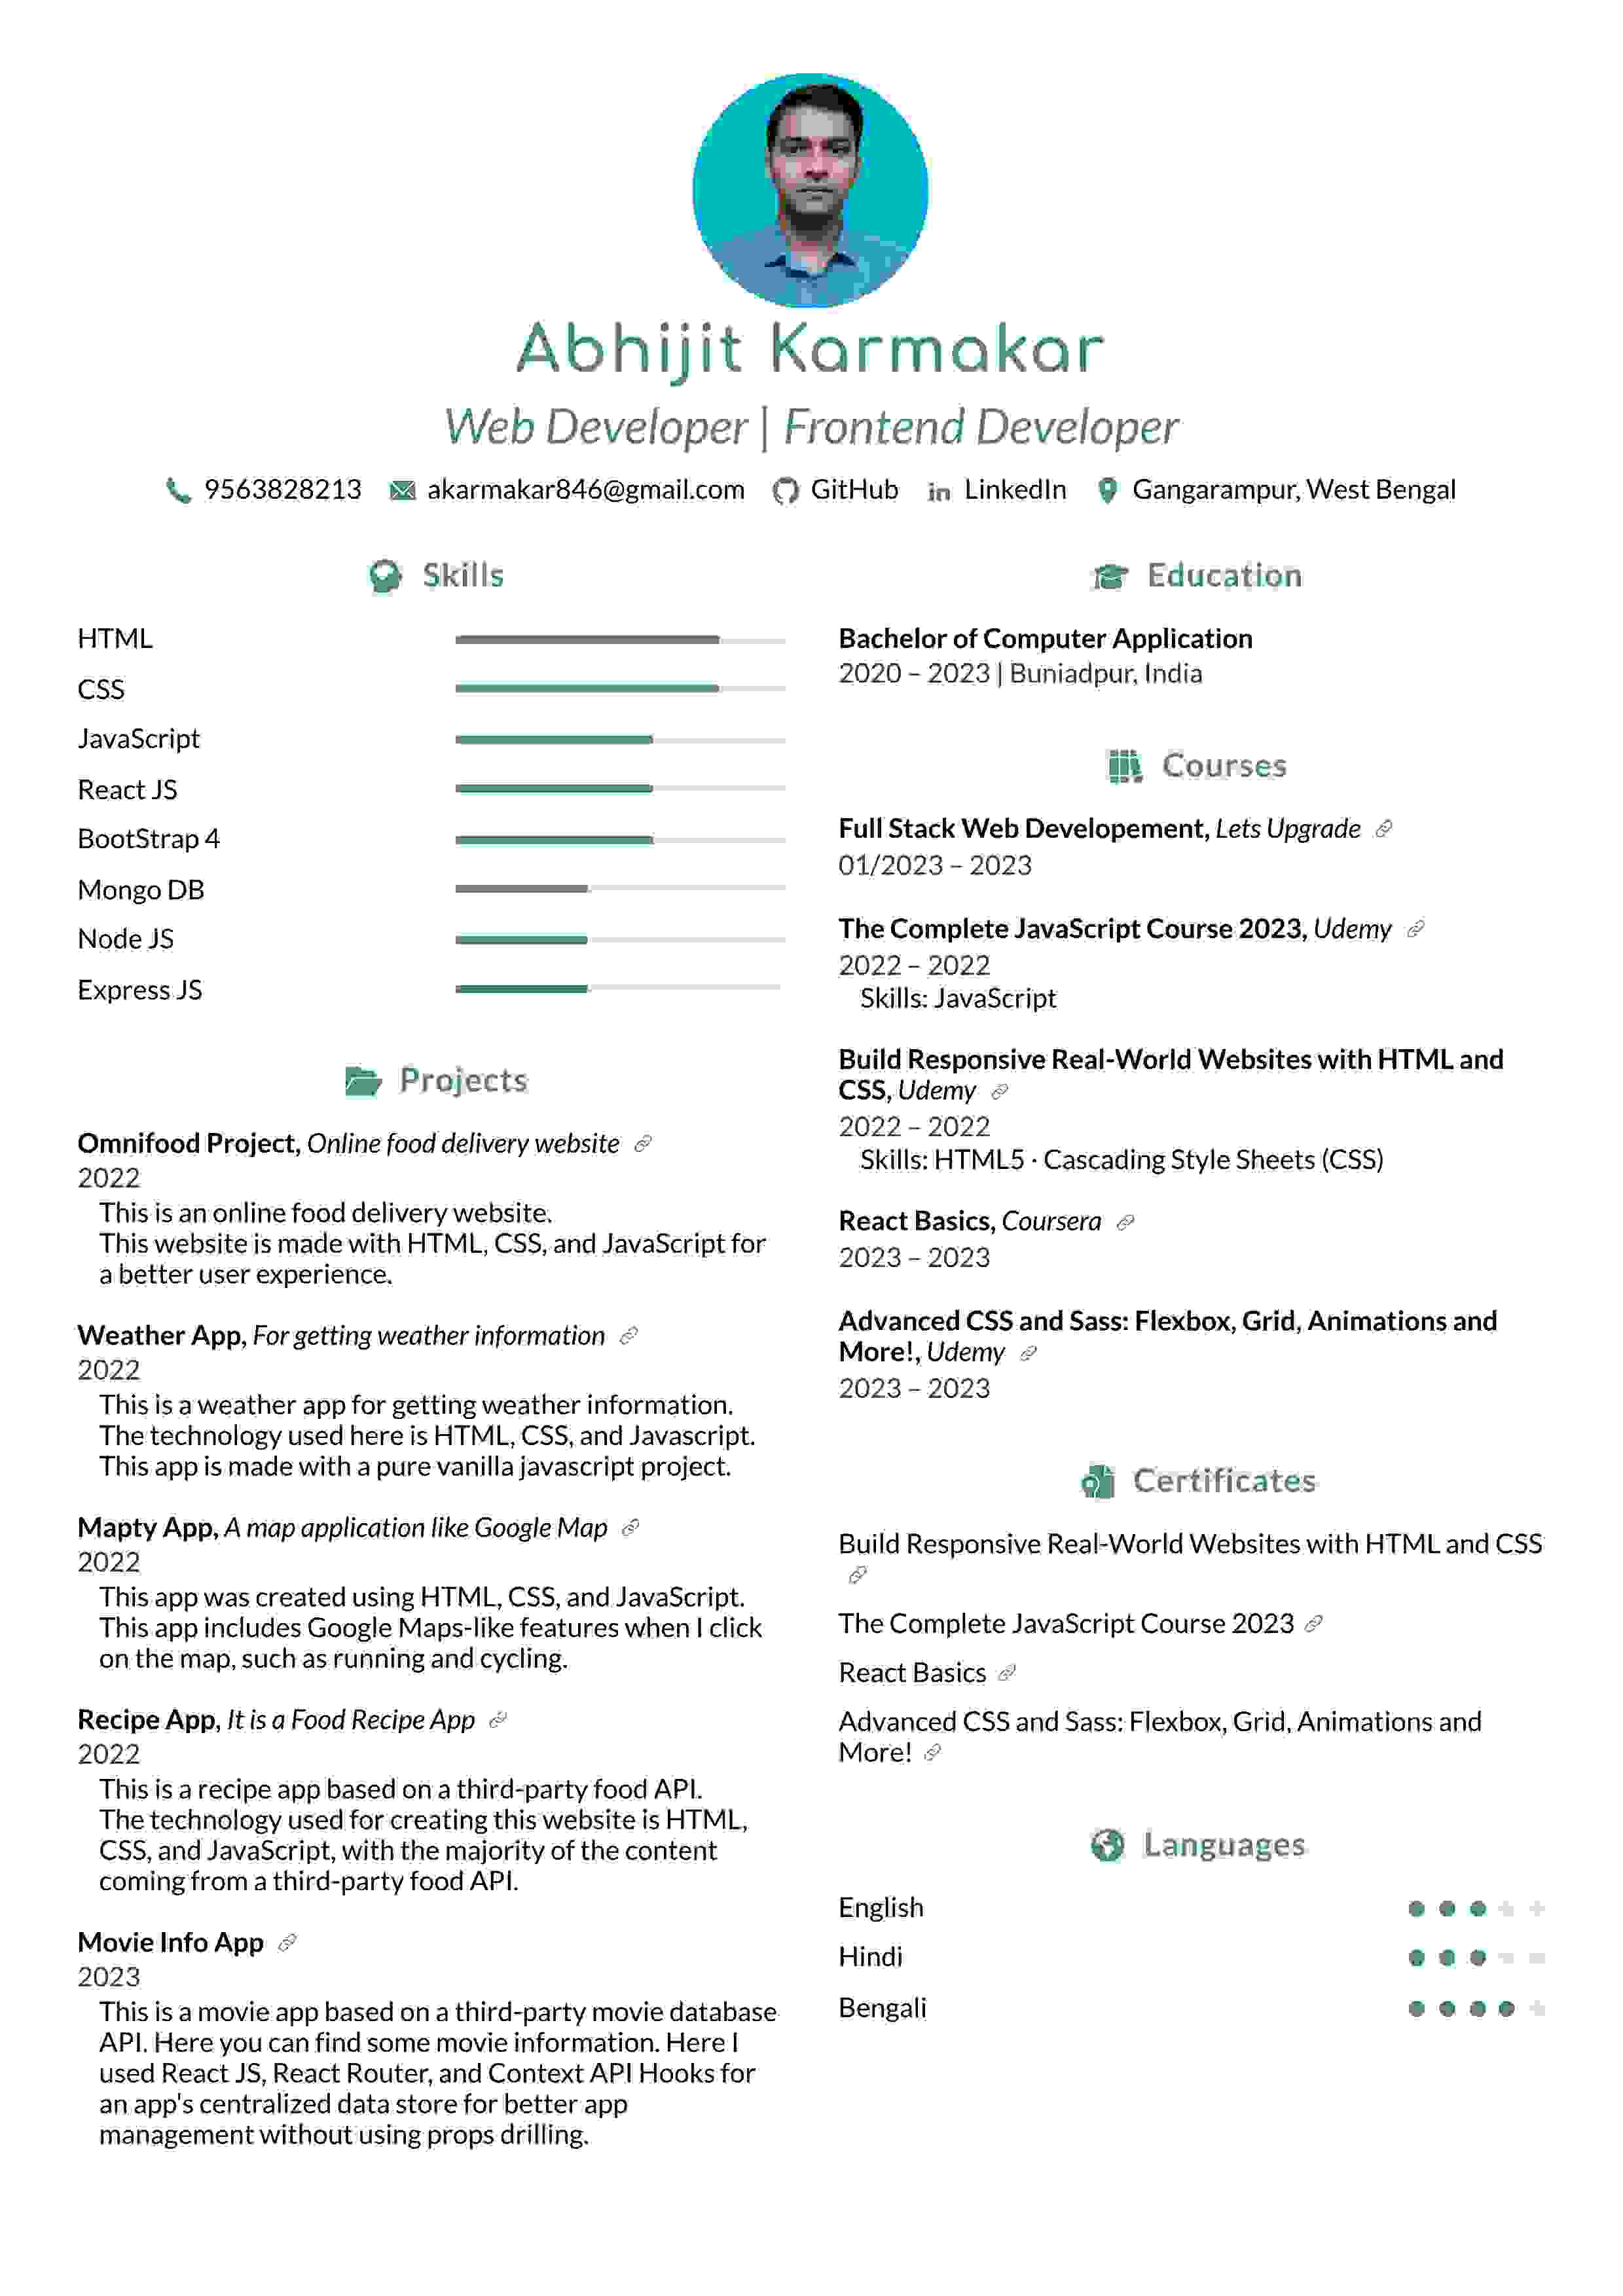 Abhijit Karmakar
Web Developer | Frontend Developer
9563828213 akarmakar846@gmail.com GitHub LinkedIn Gangarampur, West Bengal
Skills
HTML
CSS
JavaScript
React JS
BootStrap 4
Mongo DB
Node JS
Express JS
Projects
Omnifood Project, Online food delivery website
2022
This is an online food delivery website.
This website is made with HTML, CSS, and JavaScript for
a better user experience.
Weather App, For getting weather information
2022
This is a weather app for getting weather information.
The technology used here is HTML, CSS, and Javascript.
This app is made with a pure vanilla javascript project.
Mapty App, A map application like Google Map
2022
This app was created using HTML, CSS, and JavaScript.
This app includes Google Maps-like features when I click
on the map, such as running and cycling.
Recipe App, It is a Food Recipe App
2022
This is a recipe app based on a third-party food API.
The technology used for creating this website is HTML,
CSS, and JavaScript, with the majority of the content
coming from a third-party food API.
Movie Info App
2023
This is a movie app based on a third-party movie database
API. Here you can find some movie information. Here I
used React JS, React Router, and Context API Hooks for
an app's centralized data store for better app
management without using props drilling.
Education
Bachelor of Computer Application
2020 – 2023 | Buniadpur, India
Courses
Full Stack Web Developement, Lets Upgrade
01/2023 – 2023
The Complete JavaScript Course 2023, Udemy
2022 – 2022
Skills: JavaScript
Build Responsive Real-World Websites with HTML and
CSS, Udemy
2022 – 2022
Skills: HTML5 · Cascading Style Sheets (CSS)
React Basics, Coursera
2023 – 2023
Advanced CSS and Sass: Flexbox, Grid, Animations and
More!, Udemy
2023 – 2023
Certificates
Build Responsive Real-World Websites with HTML and CSS
The Complete JavaScript Course 2023
React Basics
Advanced CSS and Sass: Flexbox, Grid, Animations and
More!
Languages
English
Hindi
Bengali